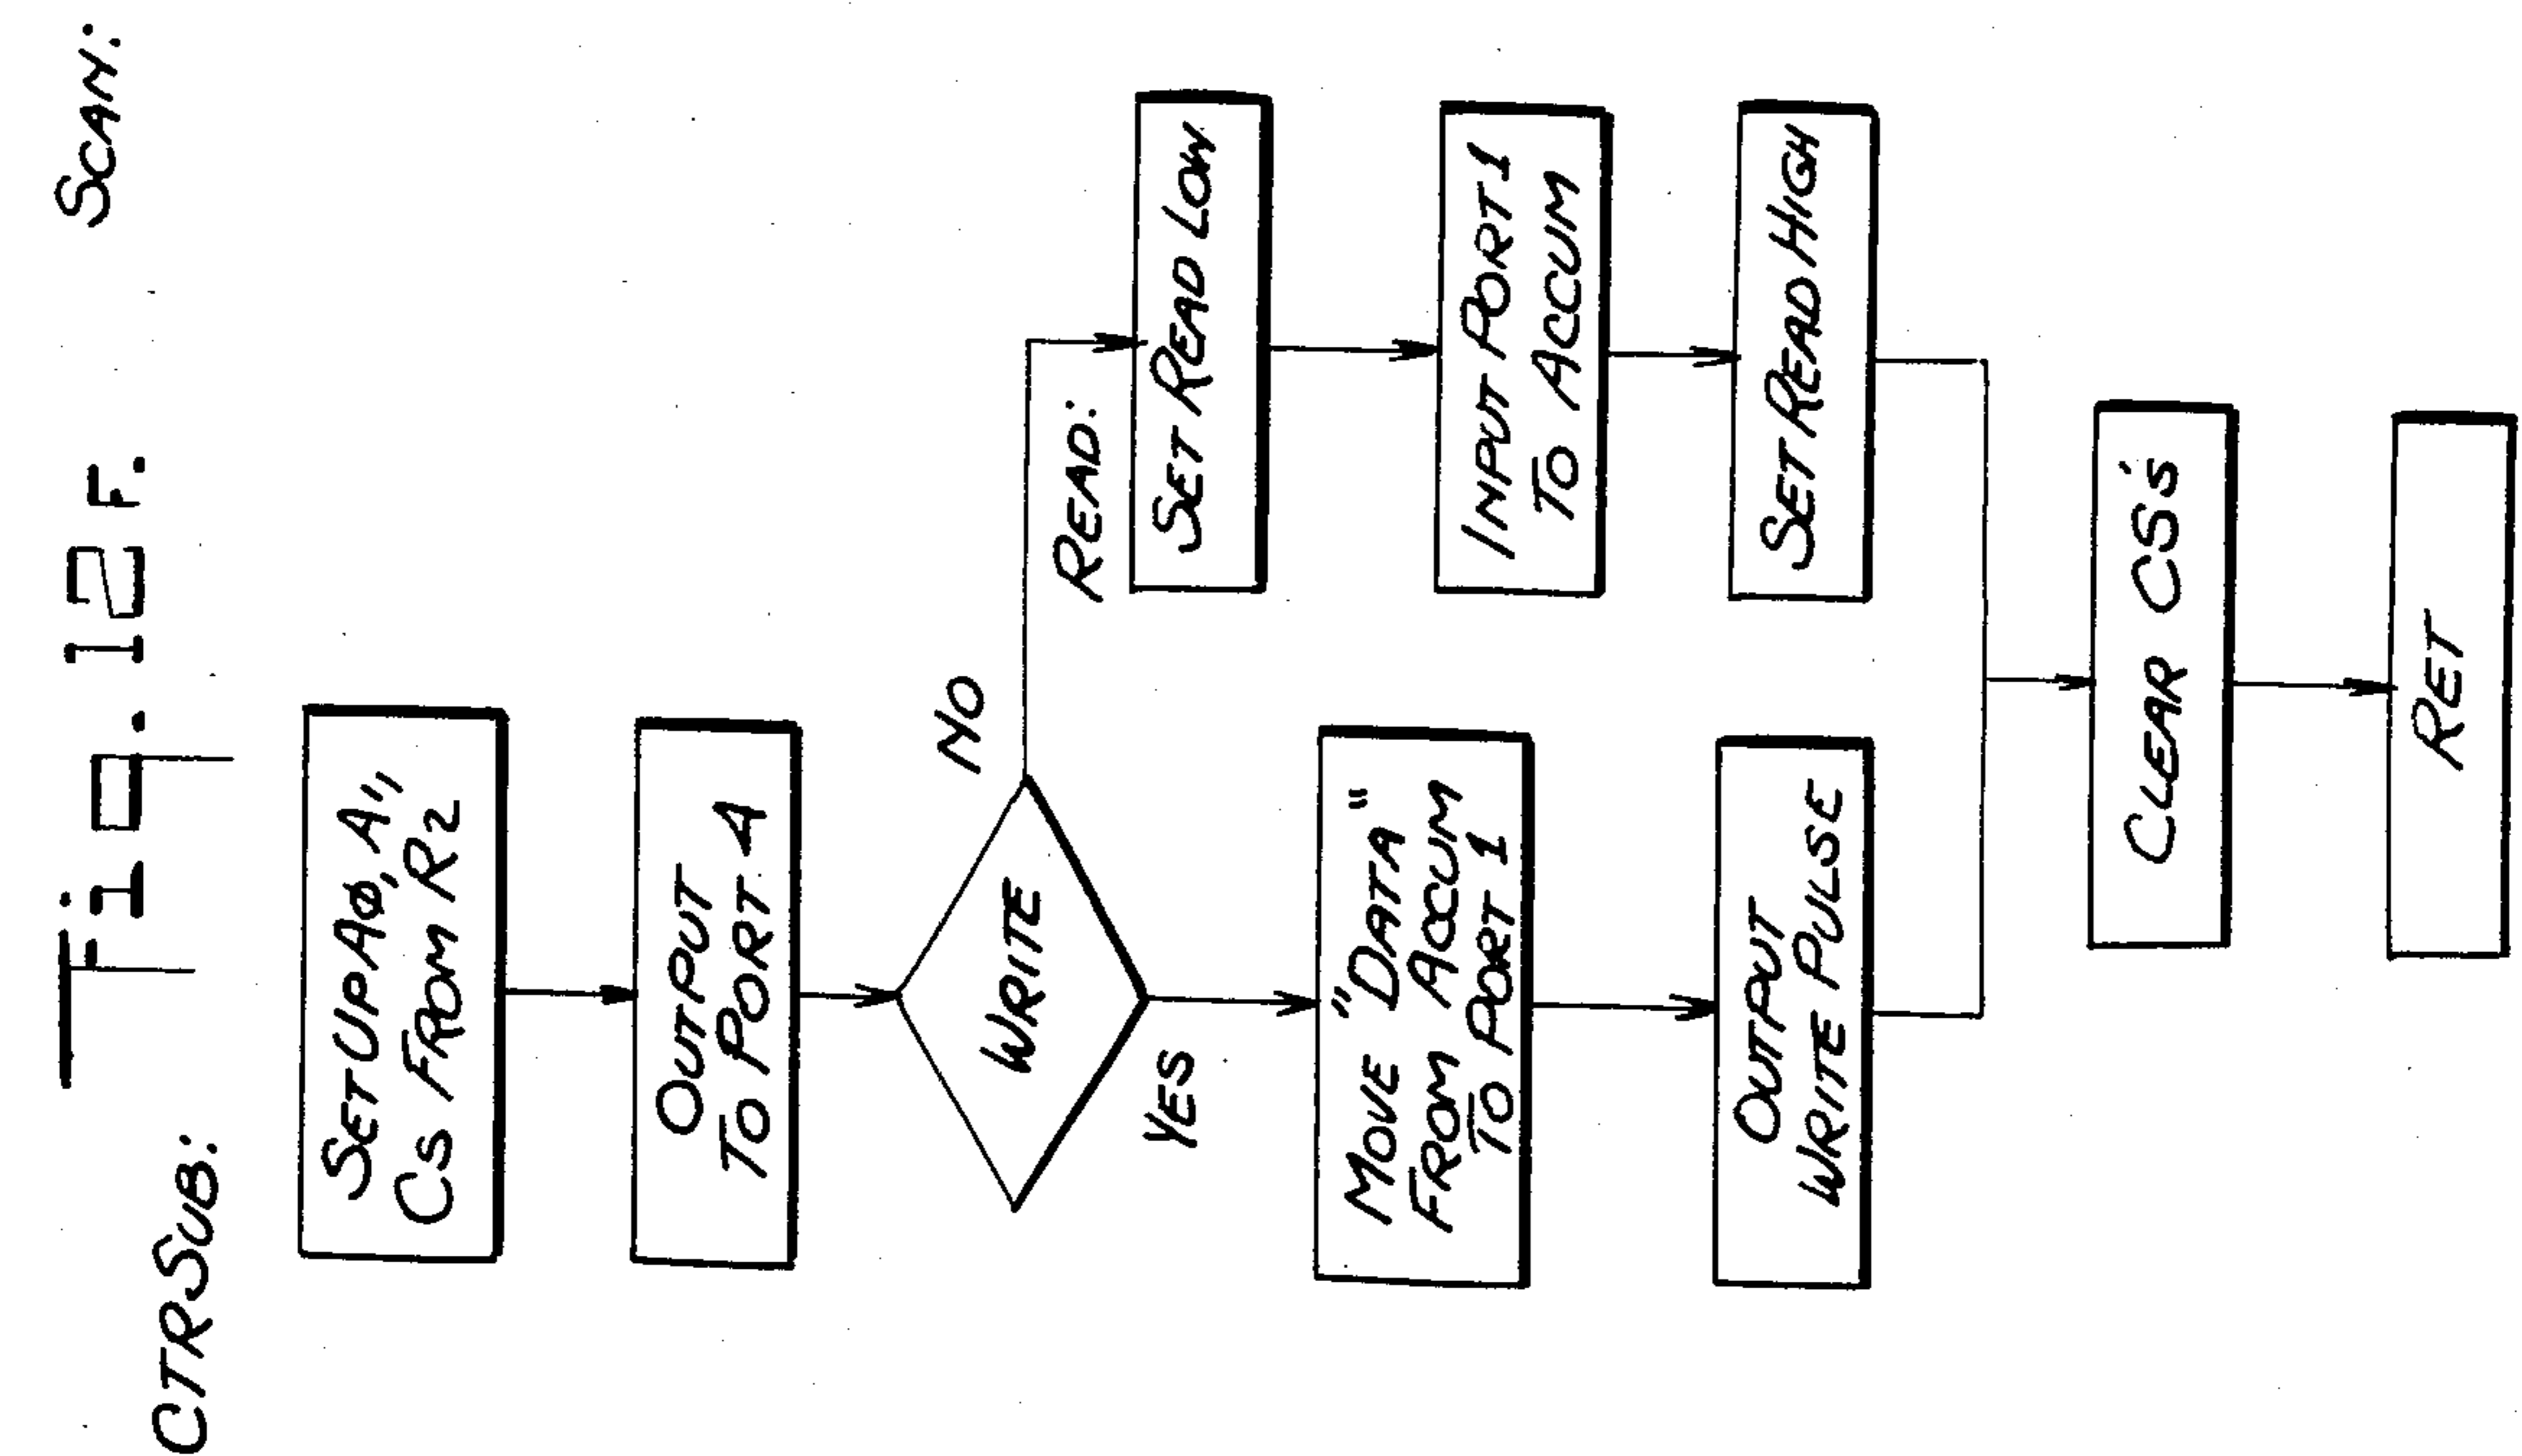 Fig. 12F.
CTRSUB:
SCAN:
SET UP AØ, A1,
CS FROM R2
OUTPUT
TO PORT 4
WRITE
NO
YES
READ:
MOVE "DATA"
FROM ACCUM
TO PORT 1
OUTPUT
WRITE PULSE
SET READ LOW
INPUT PORT 1
TO ACCUM
SET READ HIGH
CLEAR CS's
RET